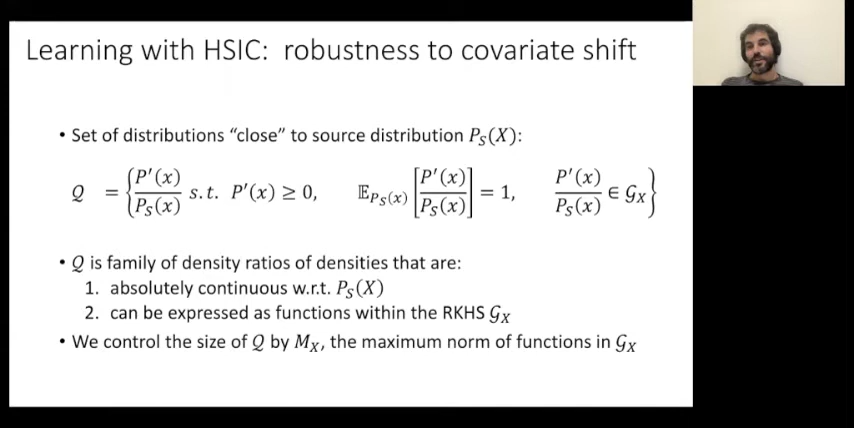 Learning with HSIC: robustness to covariate shift
• Set of distributions “close” to source distribution P_S(X):
𝒬 = { P′(x) / P_S(x) s.t. P′(x) ≥ 0, 𝔼_{P_S(x)} [ P′(x) / P_S(x) ] = 1, P′(x) / P_S(x) ∈ 𝒢_X }
• 𝒬 is family of density ratios of densities that are:
1. absolutely continuous w.r.t. P_S(X)
2. can be expressed as functions within the RKHS 𝒢_X
• We control the size of 𝒬 by M_X, the maximum norm of functions in 𝒢_X